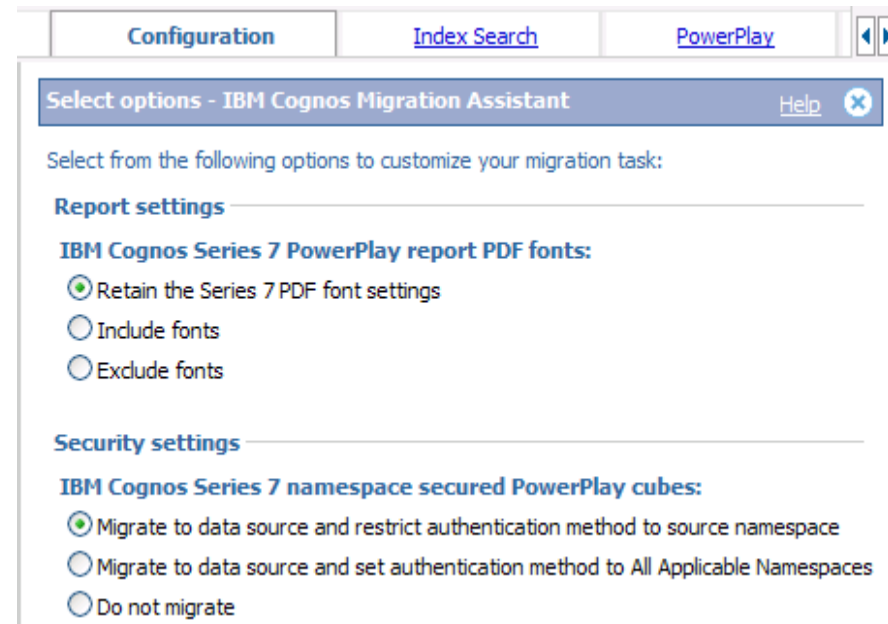 Configuration Index Search PowerPlay
Select options - IBM Cognos Migration Assistant Help
Select from the following options to customize your migration task:
Report settings
IBM Cognos Series 7 PowerPlay report PDF fonts:
Retain the Series 7 PDF font settings
Include fonts
Exclude fonts
Security settings
IBM Cognos Series 7 namespace secured PowerPlay cubes:
Migrate to data source and restrict authentication method to source namespace
Migrate to data source and set authentication method to All Applicable Namespaces
Do not migrate